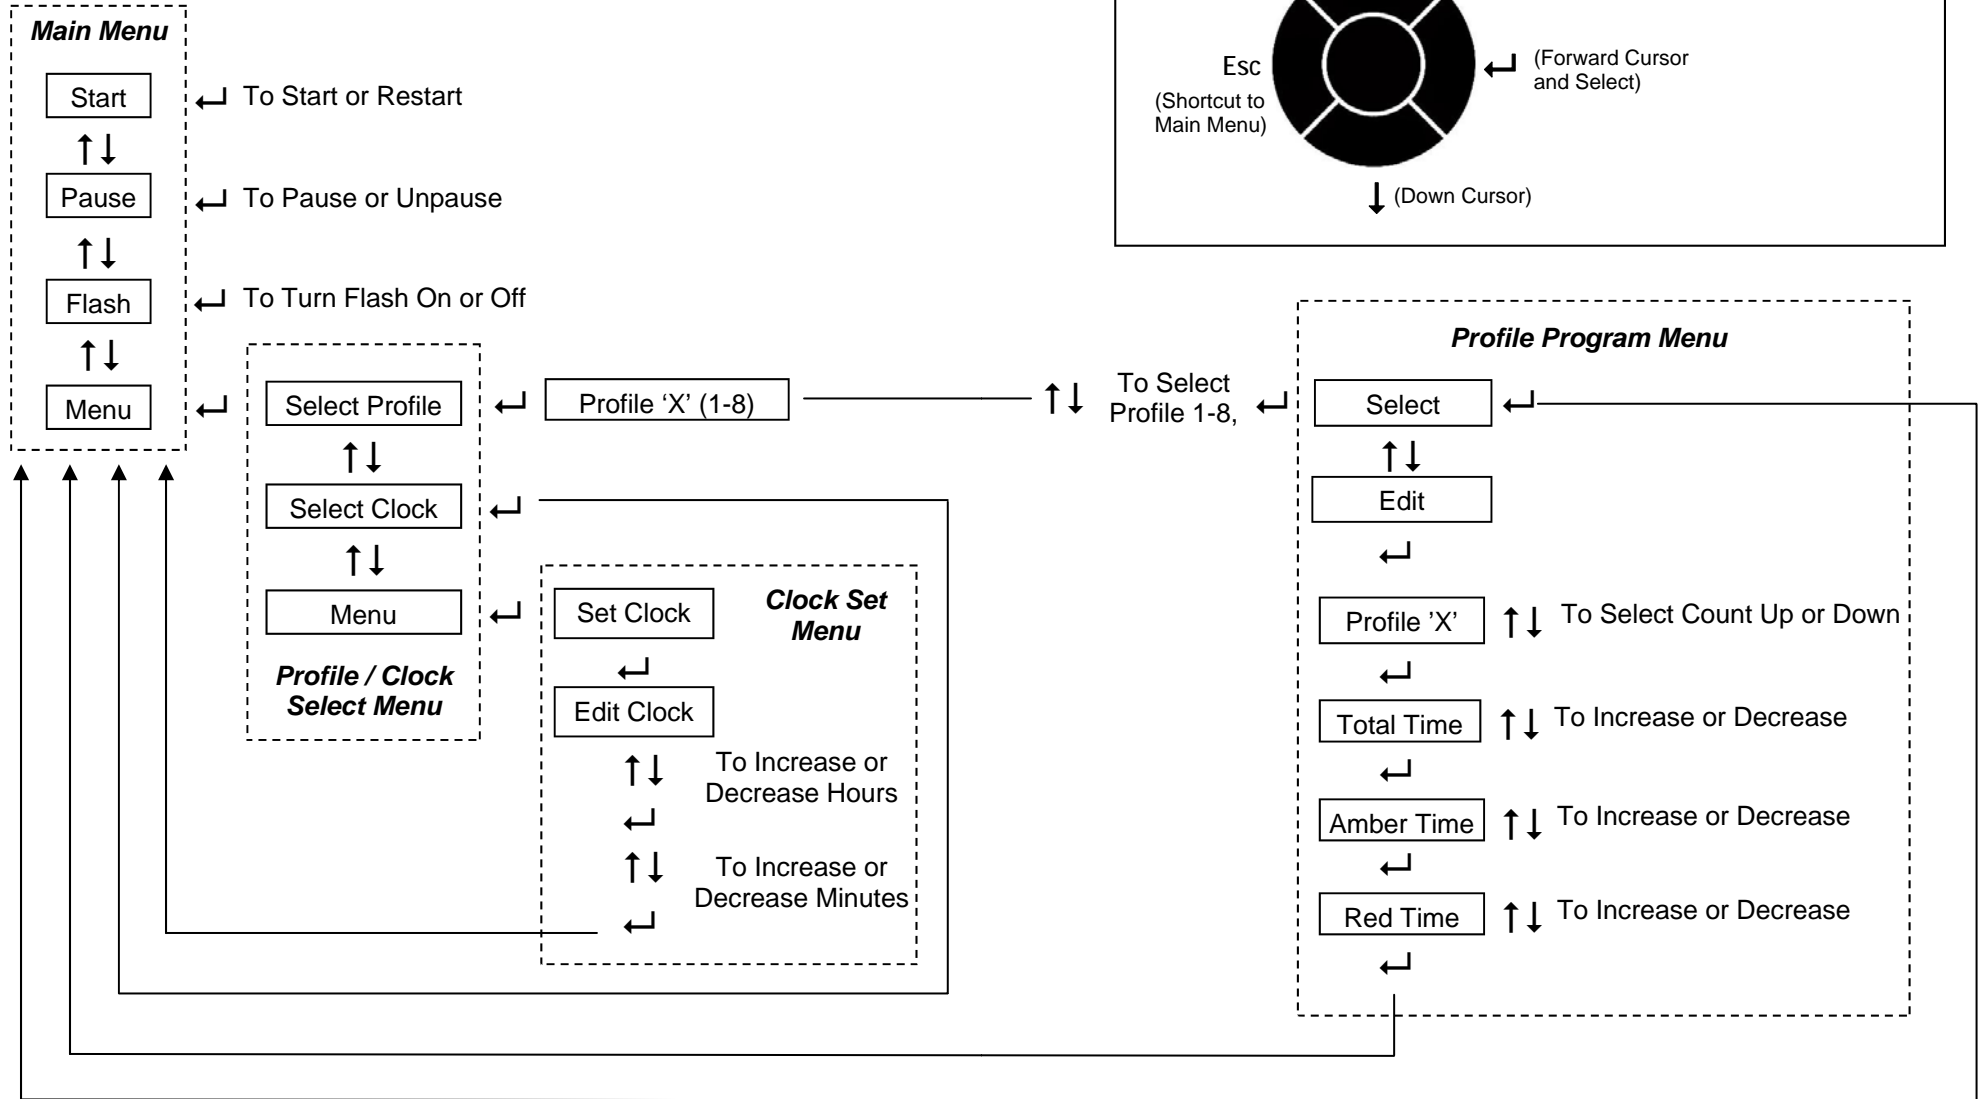 Main Menu
Start
↵ To Start or Restart
↑↓
Pause
↵ To Pause or Unpause
↑↓
Flash
↵ To Turn Flash On or Off
↑↓
Menu
↵
Esc
(Shortcut to
Main Menu)
↵ (Forward Cursor
and Select)
↓ (Down Cursor)
Select Profile
↵
Profile ‘X’ (1-8)
↑↓
To Select
Profile 1-8,
↵
↑↓
Select Clock
↵
↑↓
Menu
↵
Profile / Clock
Select Menu
Clock Set
Menu
Set Clock
↵
Edit Clock
↑↓
To Increase or
Decrease Hours
↵
↑↓
To Increase or
Decrease Minutes
↵
Profile Program Menu
Select
↵
↑↓
Edit
↵
Profile ’X’
↑↓ To Select Count Up or Down
↵
Total Time
↑↓ To Increase or Decrease
↵
Amber Time
↑↓ To Increase or Decrease
↵
Red Time
↑↓ To Increase or Decrease
↵